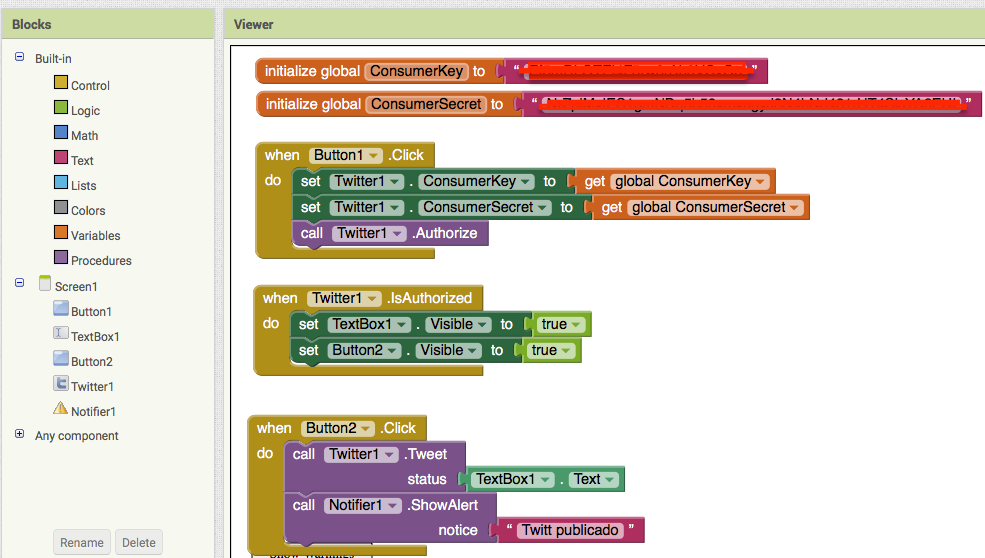 Blocks
Viewer
Built-in
Control
Logic
Math
Text
Lists
Colors
Variables
Procedures
Screen1
Button1
TextBox1
Button2
Twitter1
Notifier1
Any component
Rename Delete
initialize global ConsumerKey to “ ”
initialize global ConsumerSecret to “ ”
when Button1 .Click
do set Twitter1 . ConsumerKey to get global ConsumerKey
set Twitter1 . ConsumerSecret to get global ConsumerSecret
call Twitter1 .Authorize
when Twitter1 .IsAuthorized
do set TextBox1 . Visible to true
set Button2 . Visible to true
when Button2 .Click
do call Twitter1 .Tweet
status TextBox1 . Text
call Notifier1 .ShowAlert
notice “ Twitt publicado ”